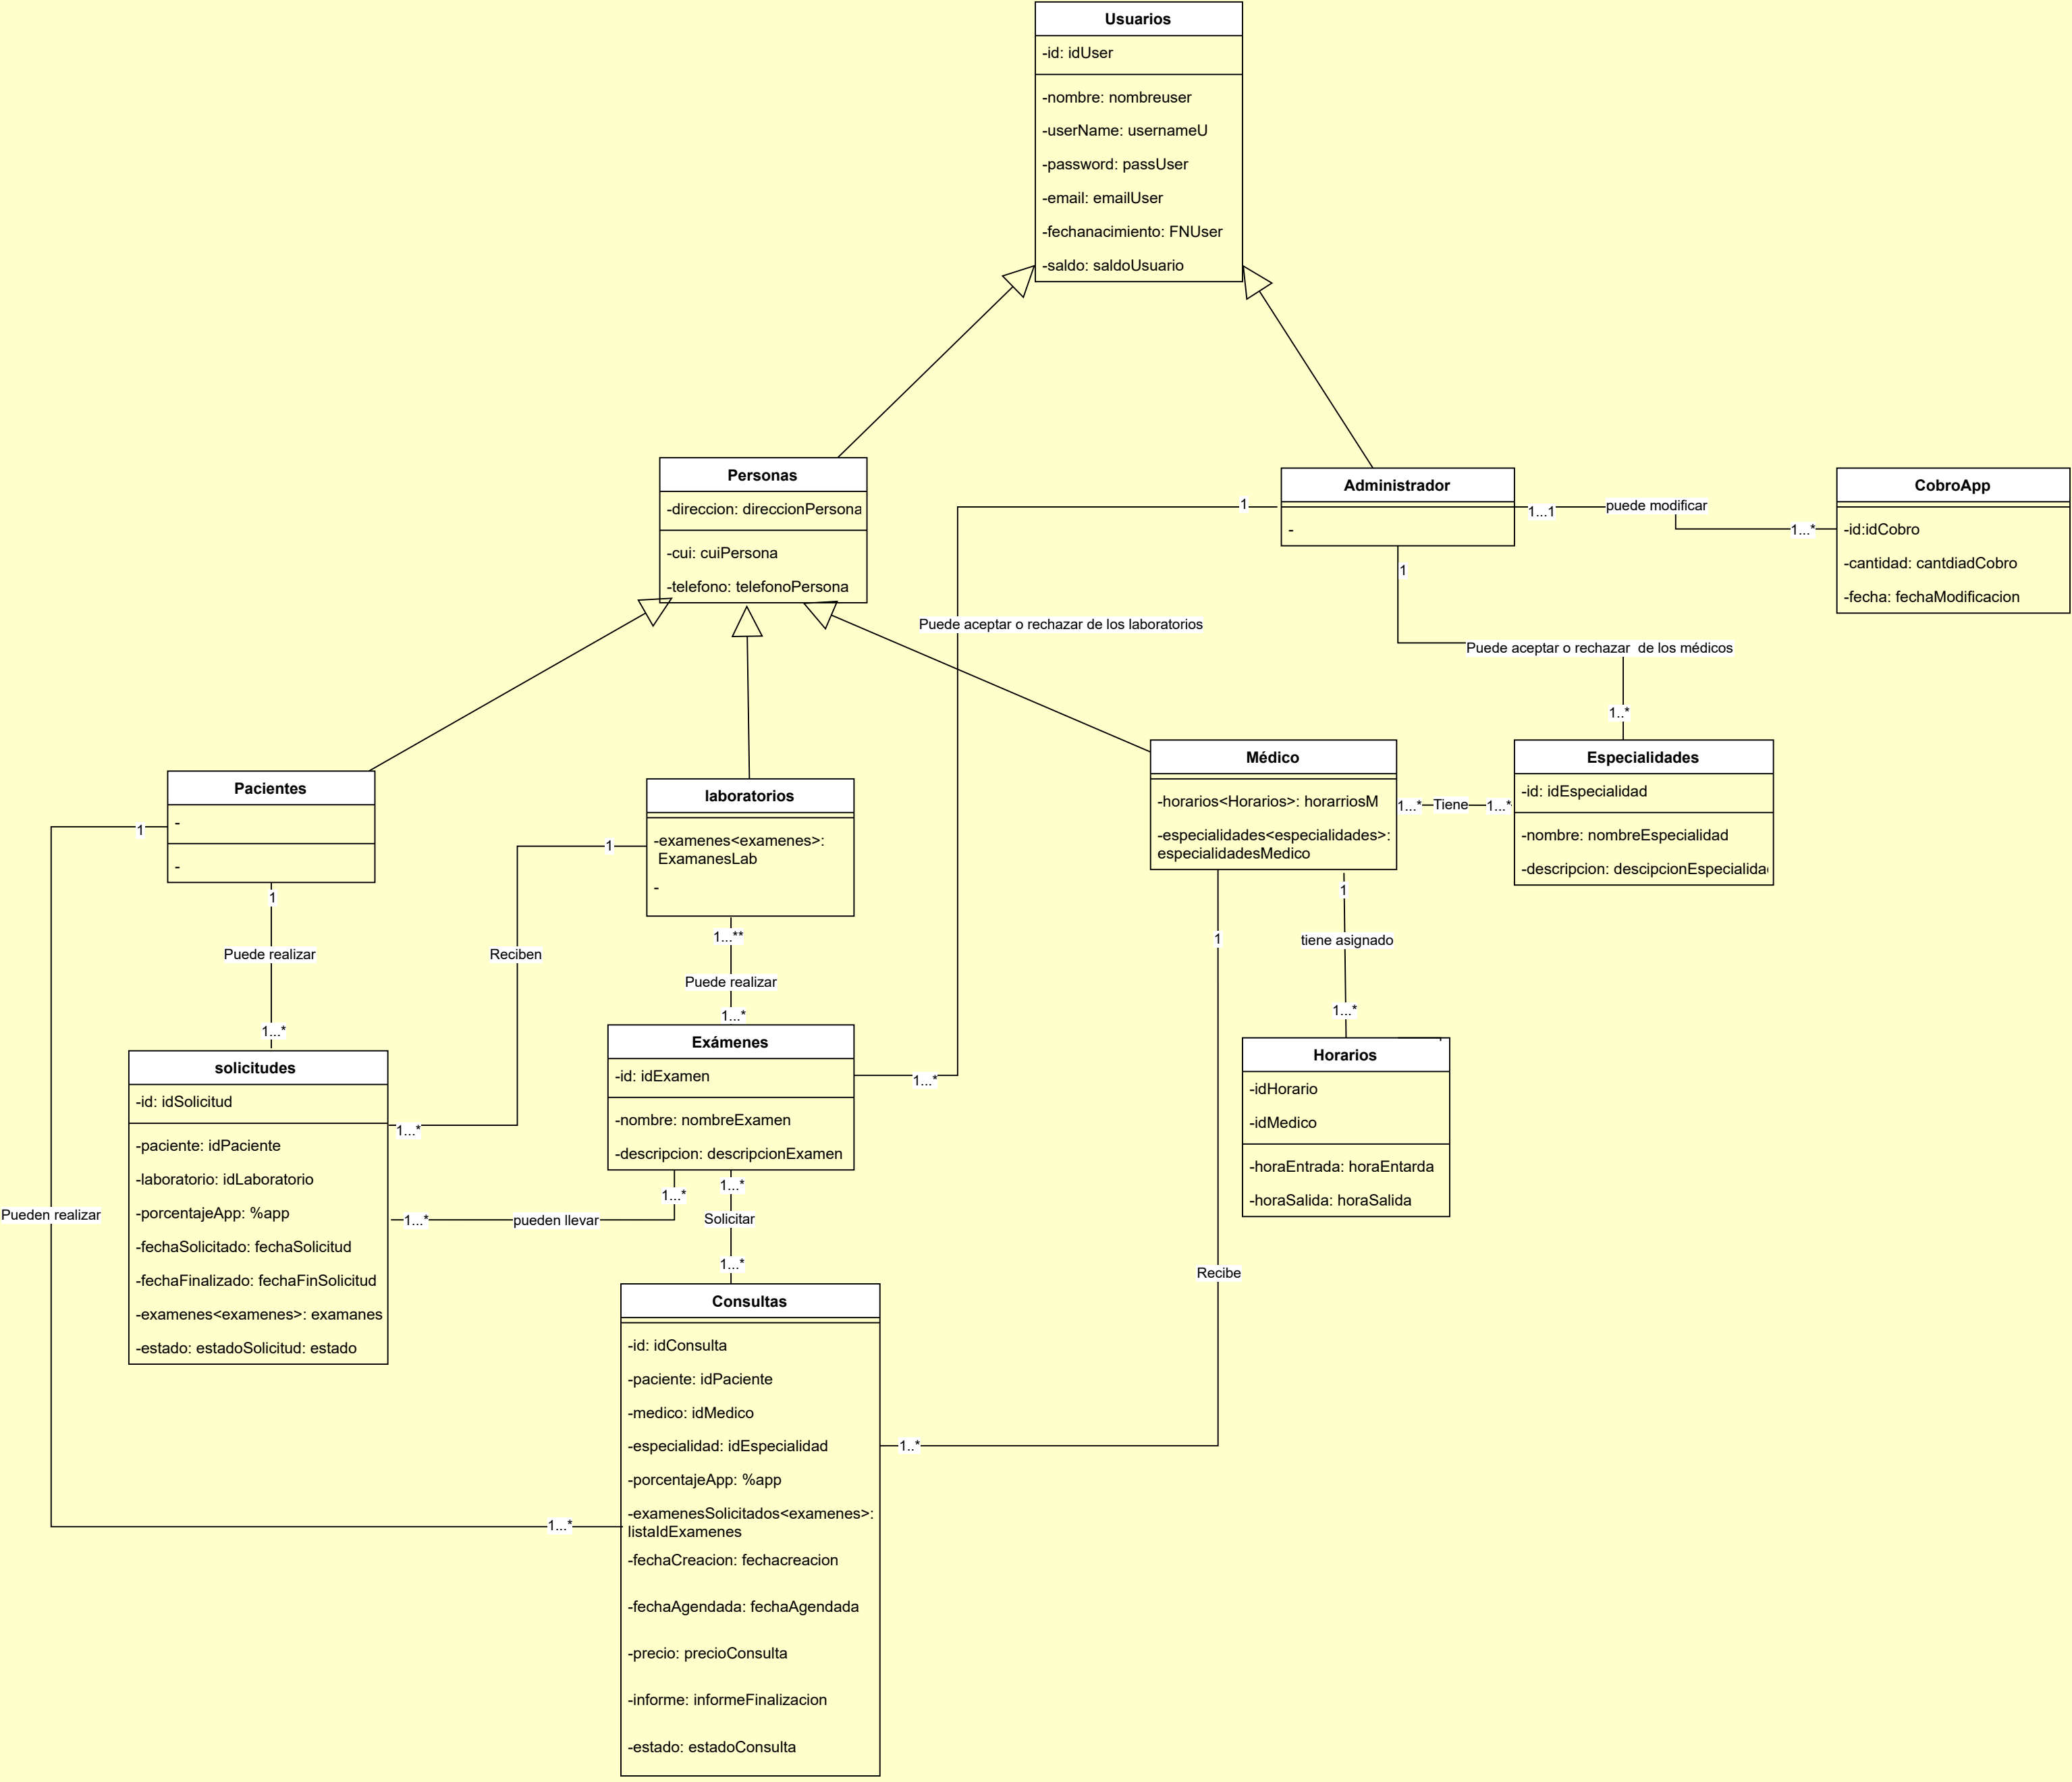 Usuarios
-id: idUser
-nombre: nombreuser
-userName: usernameU
-password: passUser
-email: emailUser
-fechanacimiento: FNUser
-saldo: saldoUsuario
Personas
-direccion: direccionPersona
-cui: cuiPersona
-telefono: telefonoPersona
Administrador
-
CobroApp
-id:idCobro
-cantidad: cantdiadCobro
-fecha: fechaModificacion
1
1...1
puede modificar
1...*
1
Puede aceptar o rechazar de los laboratorios
Puede aceptar o rechazar  de los médicos
1..*
Pacientes
-
-
laboratorios
-examenes<examenes>:
ExamanesLab
-
Médico
-horarios<Horarios>: horarriosM
-especialidades<especialidades>:
especialidadesMedico
1...*
Tiene
1...*
Especialidades
-id: idEspecialidad
-nombre: nombreEspecialidad
-descripcion: descipcionEspecialida
1
1
1
Puede realizar
1...*
Reciben
1...**
Puede realizar
1...*
1
1
tiene asignado
1...*
solicitudes
-id: idSolicitud
-paciente: idPaciente
-laboratorio: idLaboratorio
-porcentajeApp: %app
-fechaSolicitado: fechaSolicitud
-fechaFinalizado: fechaFinSolicitud
-examenes<examenes>: examanes
-estado: estadoSolicitud: estado
1...*
Exámenes
-id: idExamen
-nombre: nombreExamen
-descripcion: descripcionExamen
1...*
Horarios
-idHorario
-idMedico
-horaEntrada: horaEntarda
-horaSalida: horaSalida
Pueden realizar
1...*
pueden llevar
1...*
1...*
Solicitar
1...*
Recibe
Consultas
-id: idConsulta
-paciente: idPaciente
-medico: idMedico
-especialidad: idEspecialidad
-porcentajeApp: %app
-examenesSolicitados<examenes>:
listaIdExamenes
-fechaCreacion: fechacreacion
-fechaAgendada: fechaAgendada
-precio: precioConsulta
-informe: informeFinalizacion
-estado: estadoConsulta
1..*
1...*